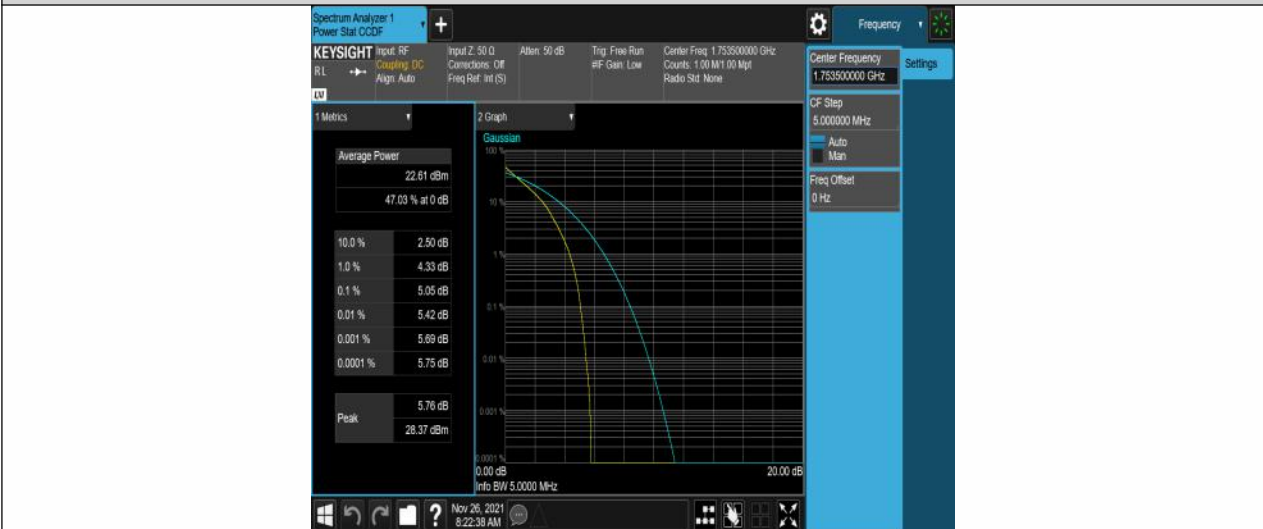 Spectrum Analyzer 1
Power Stat CCDF
+
Frequency
KEYSIGHT
RL
LV
Input: RF
Coupling: DC
Align: Auto
Input Z: 50 Ω
Corrections: Off
Freq Ref: Int (S)
Atten: 50 dB
Trig: Free Run
#IF Gain: Low
Center Freq: 1.753500000 GHz
Counts: 1.00 M/1.00 Mpt
Radio Std: None
Center Frequency
1.753500000 GHz
Settings
CF Step
5.000000 MHz
Auto
Man
Freq Offset
0 Hz
1 Metrics
Average Power
22.61 dBm
47.03 % at 0 dB
10.0 % 2.50 dB
1.0 % 4.33 dB
0.1 % 5.05 dB
0.01 % 5.42 dB
0.001 % 5.69 dB
0.0001 % 5.75 dB
Peak
5.76 dB
28.37 dBm
2 Graph
Gaussian
100 %
10 %
1 %
0.1 %
0.01 %
0.001 %
0.0001 %
0.00 dB
20.00 dB
Info BW 5.0000 MHz
?
Nov 26, 2021
8:22:38 AM